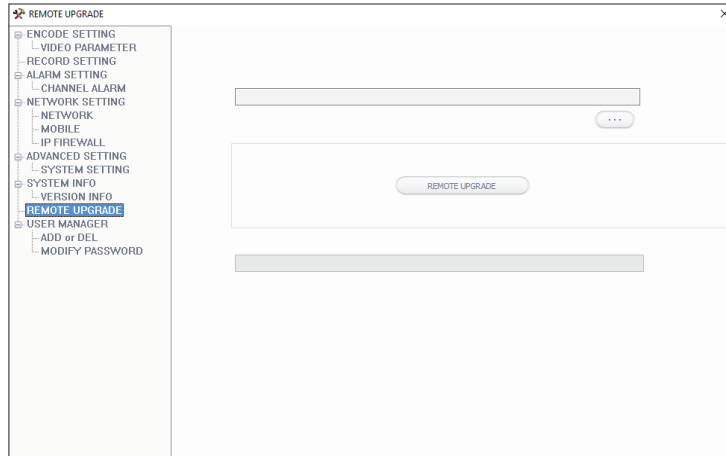 REMOTE UPGRADE
ENCODE SETTING
VIDEO PARAMETER
RECORD SETTING
ALARM SETTING
CHANNEL ALARM
NETWORK SETTING
NETWORK
MOBILE
IP FIREWALL
ADVANCED SETTING
SYSTEM SETTING
SYSTEM INFO
VERSION INFO
REMOTE UPGRADE
USER MANAGER
ADD or DEL
MODIFY PASSWORD
...
REMOTE UPGRADE